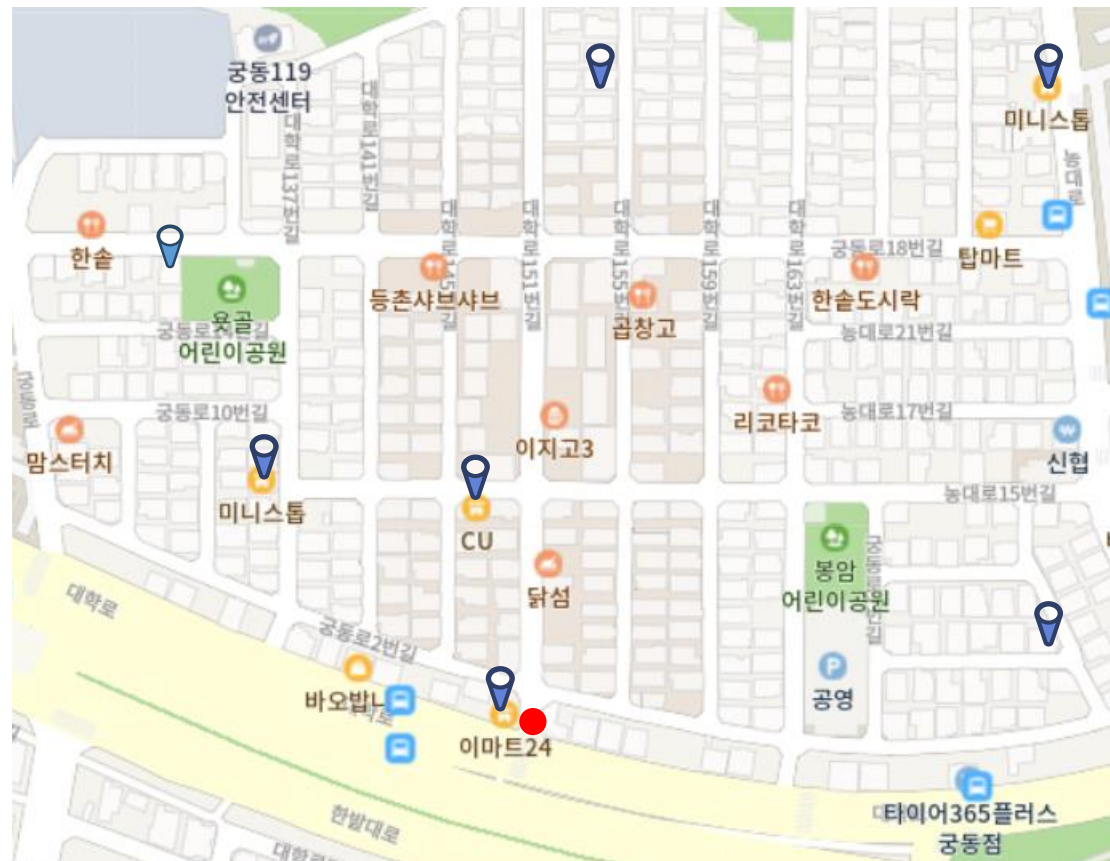 궁동119
안전센터
대학로137번길
대학로141번길
미니스톱
농대로
한솥
대학로145
대학로151번길
대학로155번
대학로159번길
대학로163번길
궁동로18번길
탑마트
욧골
어린이공원
등촌샤브샤브
곱창고
한솥도시락
농대로21번길
궁동로
궁동로10번길
맘스터치
이지고3
리코타코
농대로17번길
신협
미니스톱
CU
농대로15번길
닭섬
봉암
어린이공원
대학로
궁동로2번길
바오밥나
이마트24
공영
타이어365플러스
궁동점
한밭대로